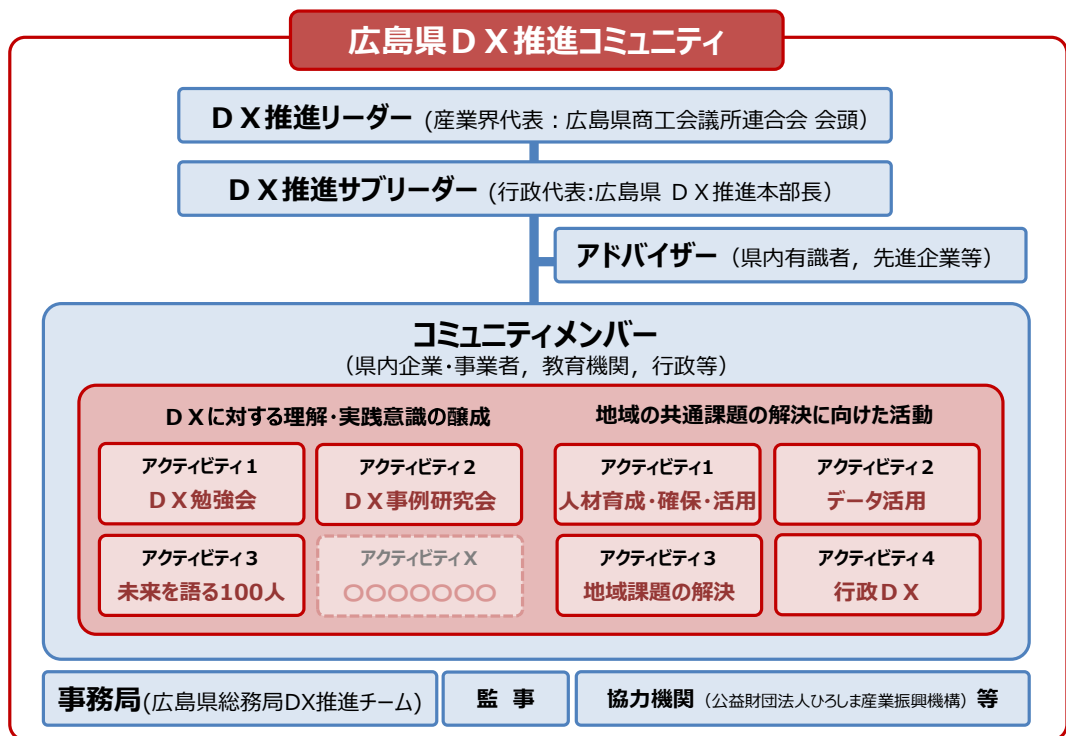 広島県ＤＸ推進コミュニティ
ＤＸ推進リーダー (産業界代表：広島県商工会議所連合会 会頭)
ＤＸ推進サブリーダー (行政代表:広島県 ＤＸ推進本部長)
アドバイザー（県内有識者，先進企業等）
コミュニティメンバー
（県内企業・事業者，教育機関，行政等）
ＤＸに対する理解・実践意識の醸成
アクティビティ１
ＤＸ勉強会
アクティビティ２
ＤＸ事例研究会
アクティビティ３
未来を語る100人
アクティビティＸ
〇〇〇〇〇〇〇
地域の共通課題の解決に向けた活動
アクティビティ１
人材育成・確保・活用
アクティビティ２
データ活用
アクティビティ３
地域課題の解決
アクティビティ４
行政ＤＸ
事務局(広島県総務局DX推進チーム)
監 事
協力機関（公益財団法人ひろしま産業振興機構）等